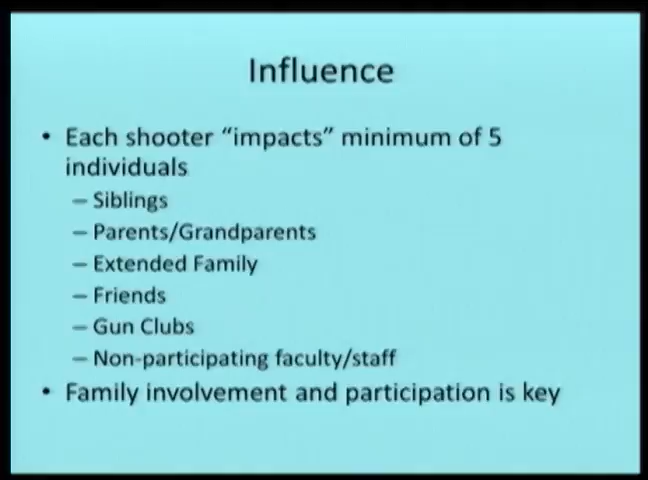 Influence
• Each shooter “impacts” minimum of 5
individuals
– Siblings
– Parents/Grandparents
– Extended Family
– Friends
– Gun Clubs
– Non-participating faculty/staff
• Family involvement and participation is key